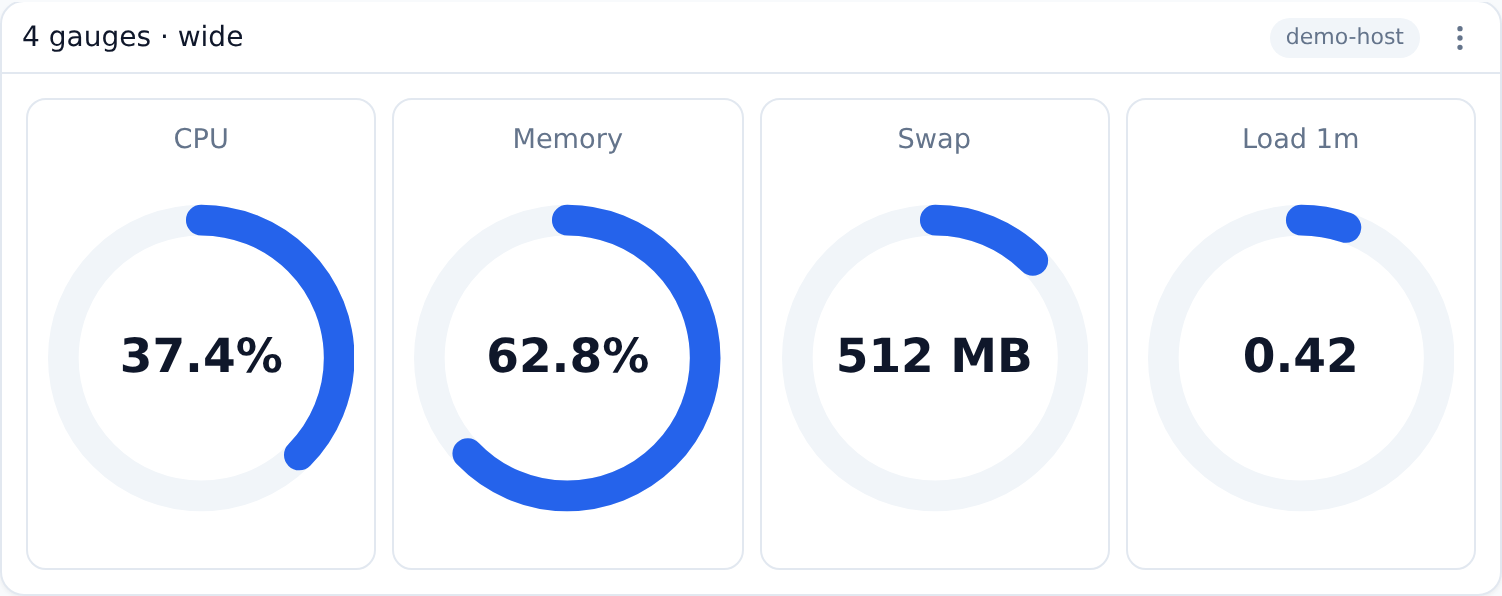 4 gauges · wide
demo-host
CPU
Memory
Swap
Load 1m
37.4%
62.8%
512 MB
0.42